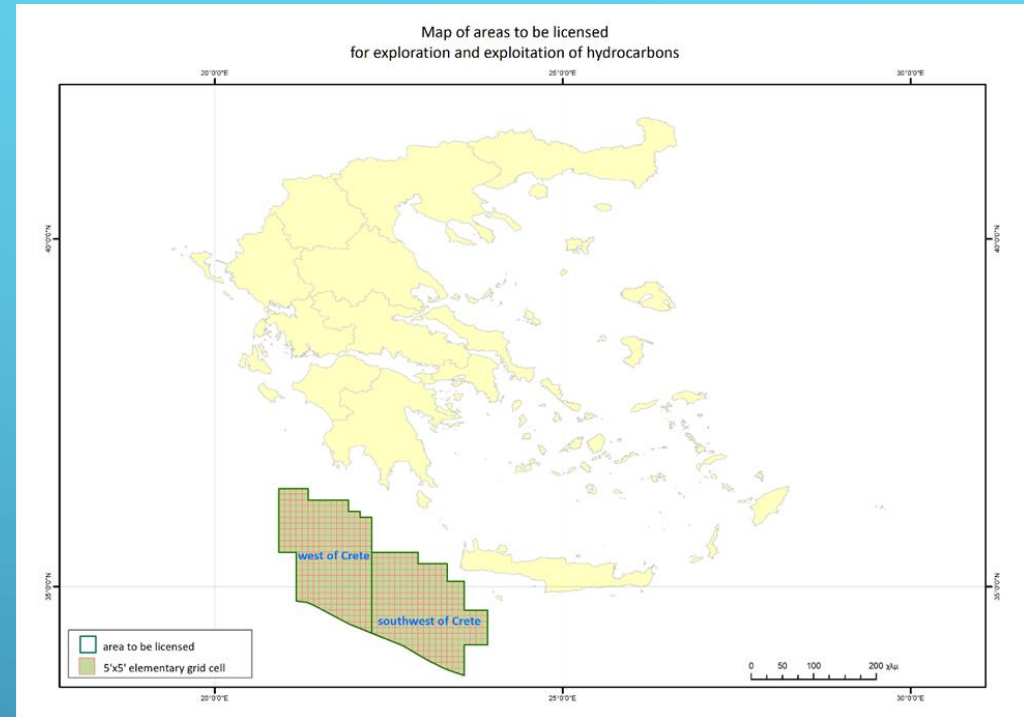 Map of areas to be licensed
for exploration and exploitation of hydrocarbons
20°0'0"E 25°0'0"E 30°0'0"E
40°0'0"N 40°0'0"N
west of Crete
35°0'0"N 35°0'0"N
southwest of Crete
area to be licensed
5'x5' elementary grid cell
0 50 100 200 χλμ
20°0'0"E 25°0'0"E 30°0'0"E